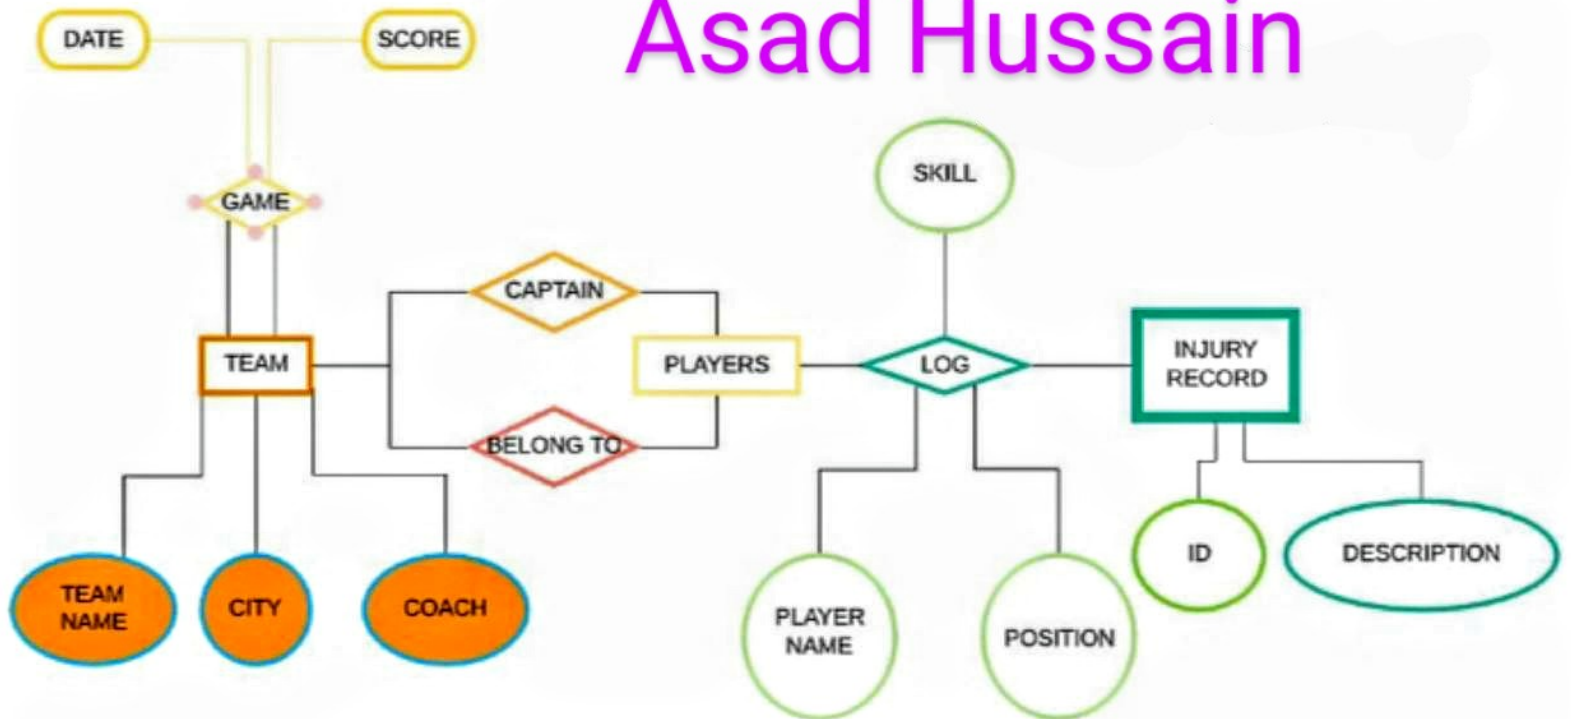 Asad Hussain
DATE
SCORE
SKILL
GAME
CAPTAIN
TEAM
PLAYERS
LOG
INJURY
RECORD
BELONG TO
TEAM
NAME
CITY
COACH
PLAYER
NAME
POSITION
ID
DESCRIPTION